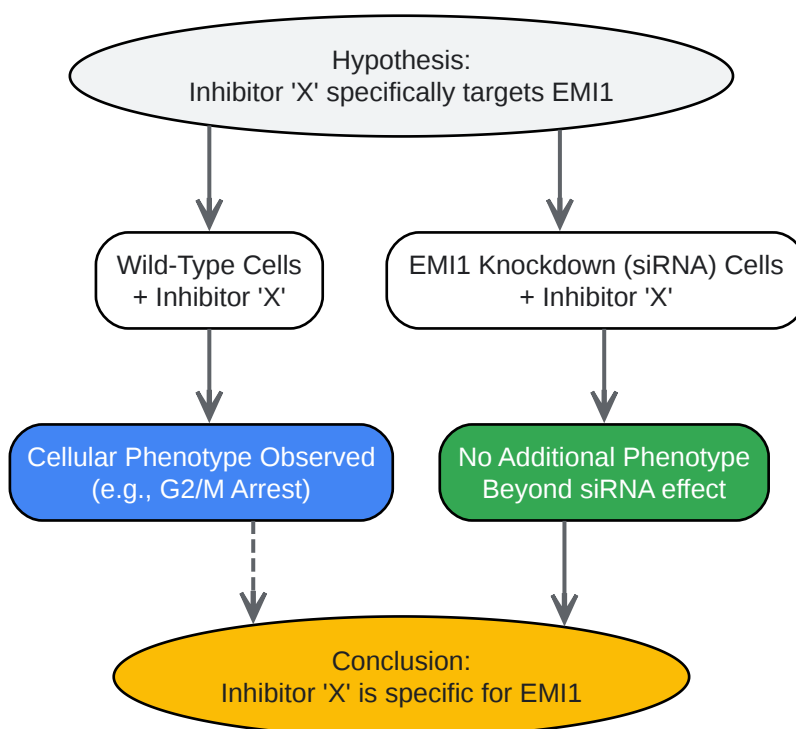 Hypothesis:
Inhibitor 'X' specifically targets EMI1
Wild-Type Cells
+ Inhibitor 'X'
EMI1 Knockdown (siRNA) Cells
+ Inhibitor 'X'
Cellular Phenotype Observed
(e.g., G2/M Arrest)
No Additional Phenotype
Beyond siRNA effect
Conclusion:
Inhibitor 'X' is specific for EMI1